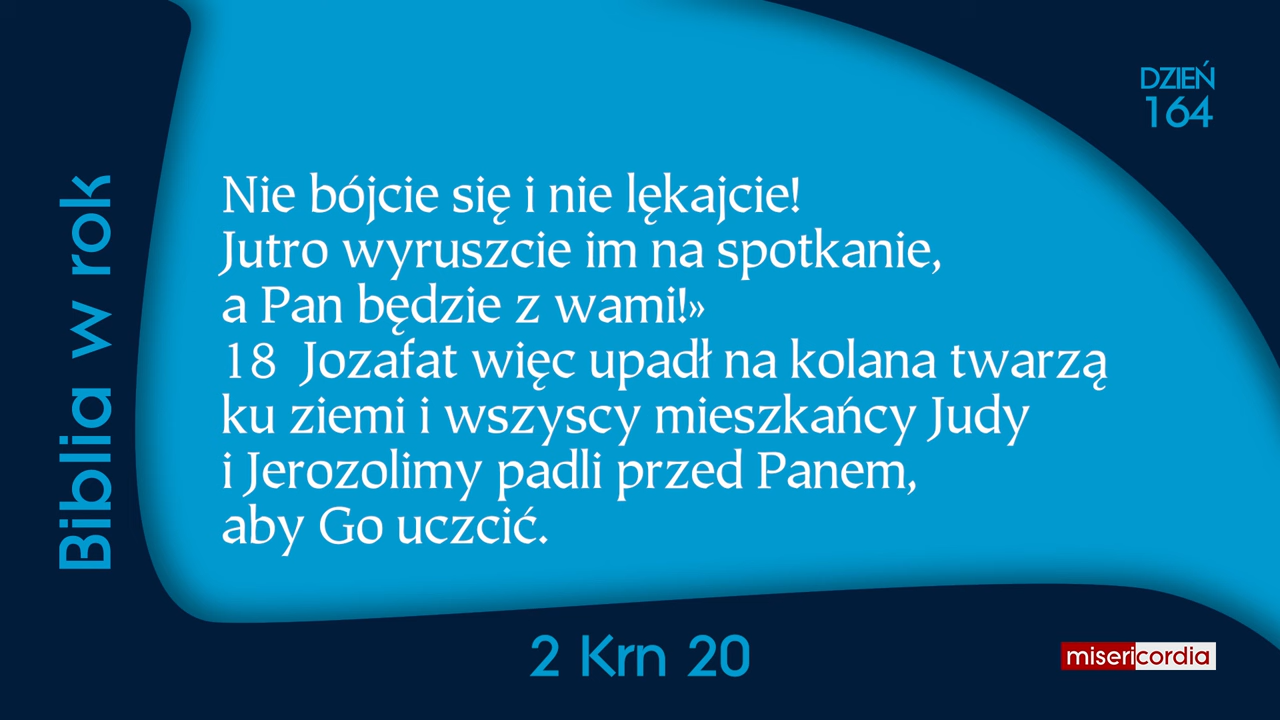 DZIEŃ
164
Biblia w rok
Nie bójcie się i nie lękajcie!
Jutro wyruszcie im na spotkanie,
a Pan będzie z wami!»
18 Jozafat więc upadł na kolana twarzą
ku ziemi i wszyscy mieszkańcy Judy
i Jerozolimy padli przed Panem,
aby Go uczcić.
2 Krn 20
misericordia